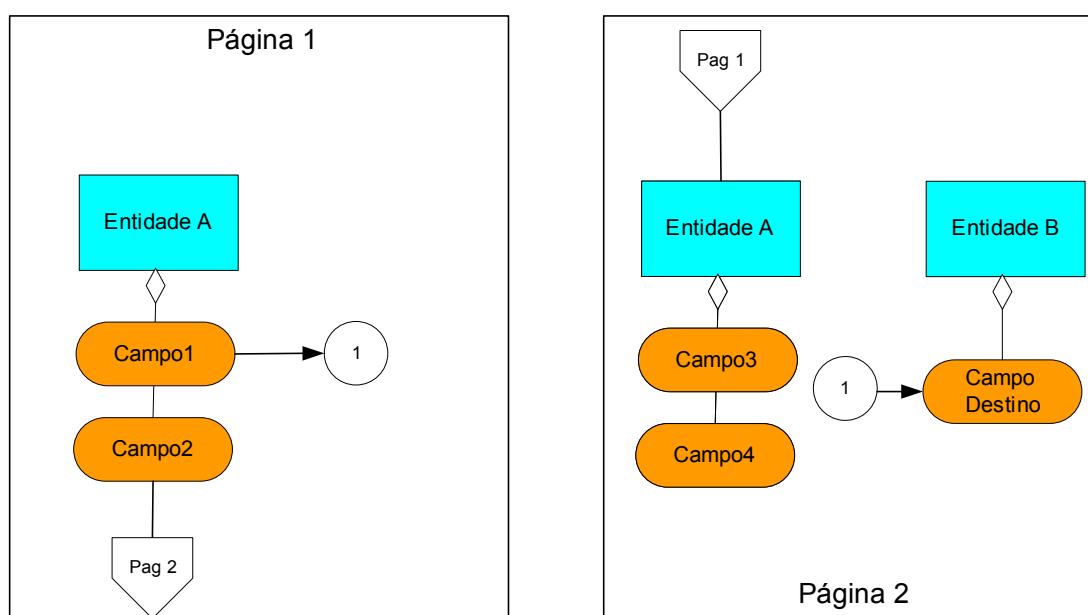 Página 1
Entidade A
Campo1
1
Campo2
Pag 2
Pag 1
Entidade A
Entidade B
Campo3
1
Campo
Destino
Campo4
Página 2